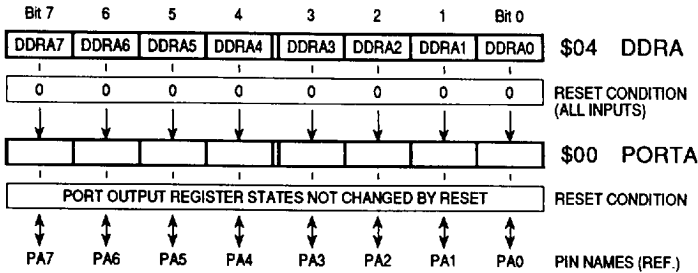 Bit 7 6 5 4 3 2 1 Bit 0
DDRA7 DDRA6 DDRA5 DDRA4 DDRA3 DDRA2 DDRA1 DDRA0 $04 DDRA
0 0 0 0 0 0 0 0 RESET CONDITION
(ALL INPUTS)
$00 PORTA
PORT OUTPUT REGISTER STATES NOT CHANGED BY RESET RESET CONDITION
PA7 PA6 PA5 PA4 PA3 PA2 PA1 PA0 PIN NAMES (REF.)